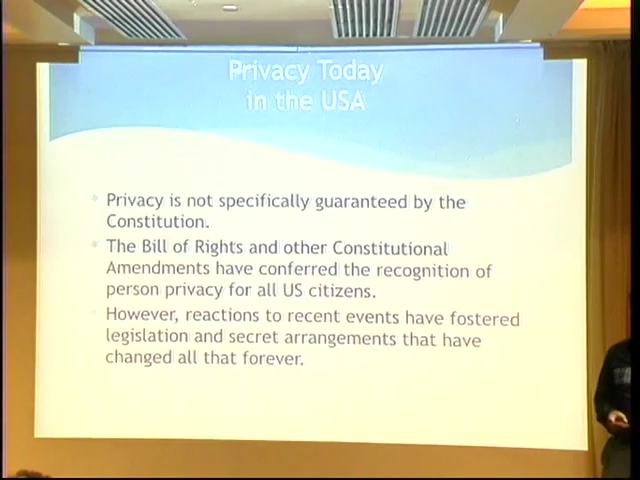 Privacy Today
in the USA
Privacy is not specifically guaranteed by the
Constitution.
The Bill of Rights and other Constitutional
Amendments have conferred the recognition of
person privacy for all US citizens.
However, reactions to recent events have fostered
legislation and secret arrangements that have
changed all that forever.